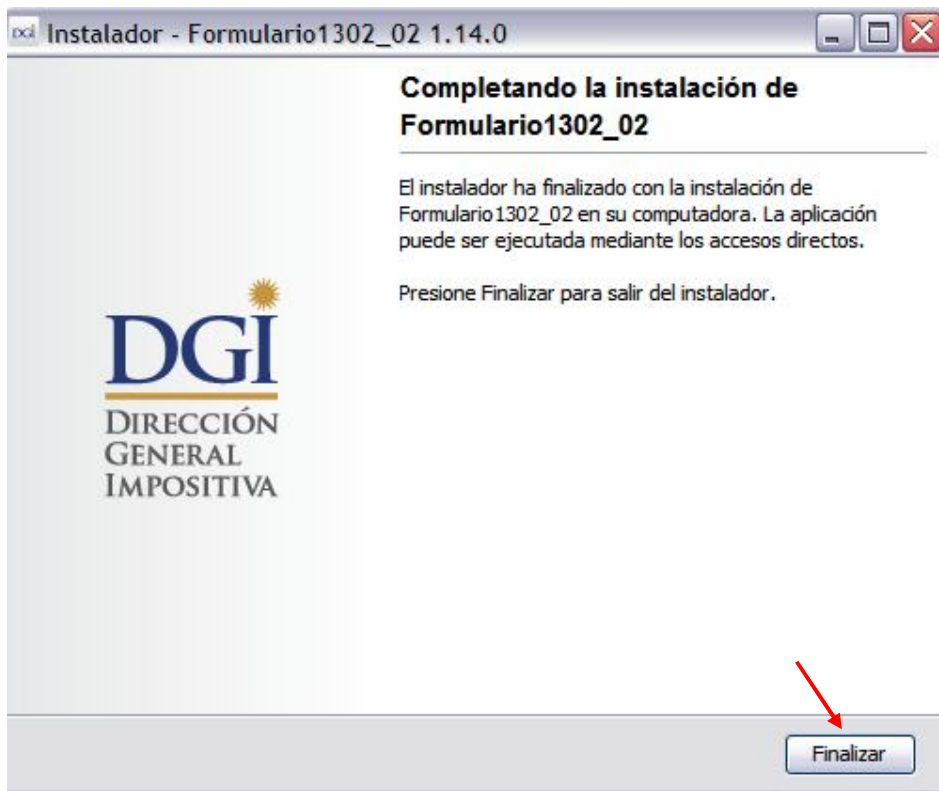 DGI Instalador - Formulario1302_02 1.14.0
Completando la instalación de
Formulario1302_02
El instalador ha finalizado con la instalación de
Formulario1302_02 en su computadora. La aplicación
puede ser ejecutada mediante los accesos directos.
Presione Finalizar para salir del instalador.
DGI
DIRECCIÓN
GENERAL
IMPOSITIVA
Finalizar